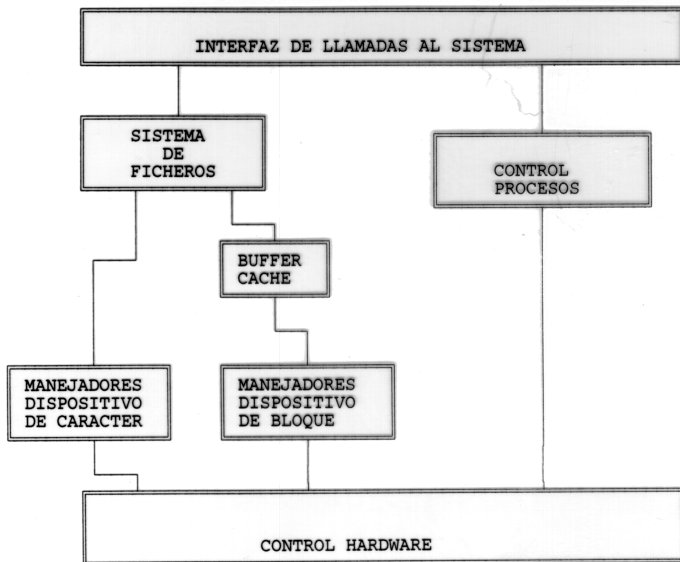 INTERFAZ DE LLAMADAS AL SISTEMA
SISTEMA
DE
FICHEROS
CONTROL
PROCESOS
BUFFER
CACHE
MANEJADORES
DISPOSITIVO
DE CARACTER
MANEJADORES
DISPOSITIVO
DE BLOQUE
CONTROL HARDWARE